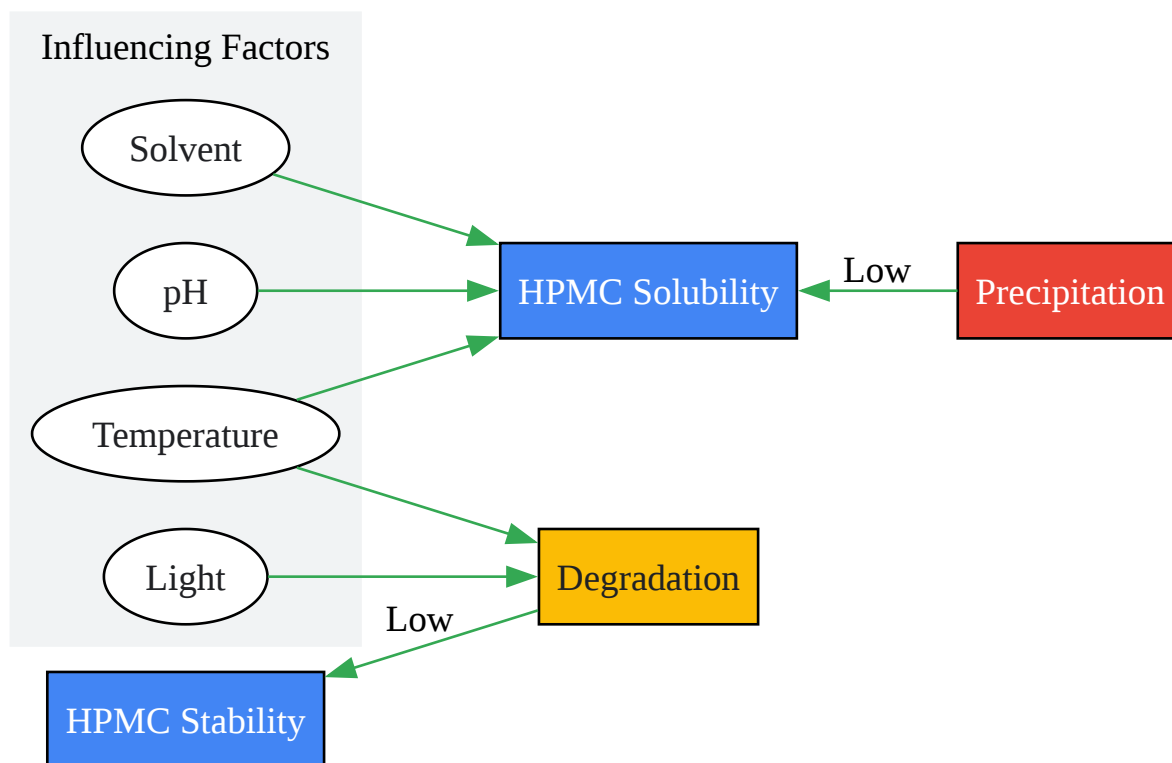 Influencing Factors
Solvent
pH
HPMC Solubility
Low
Precipitation
Temperature
Light
Degradation
Low
HPMC Stability